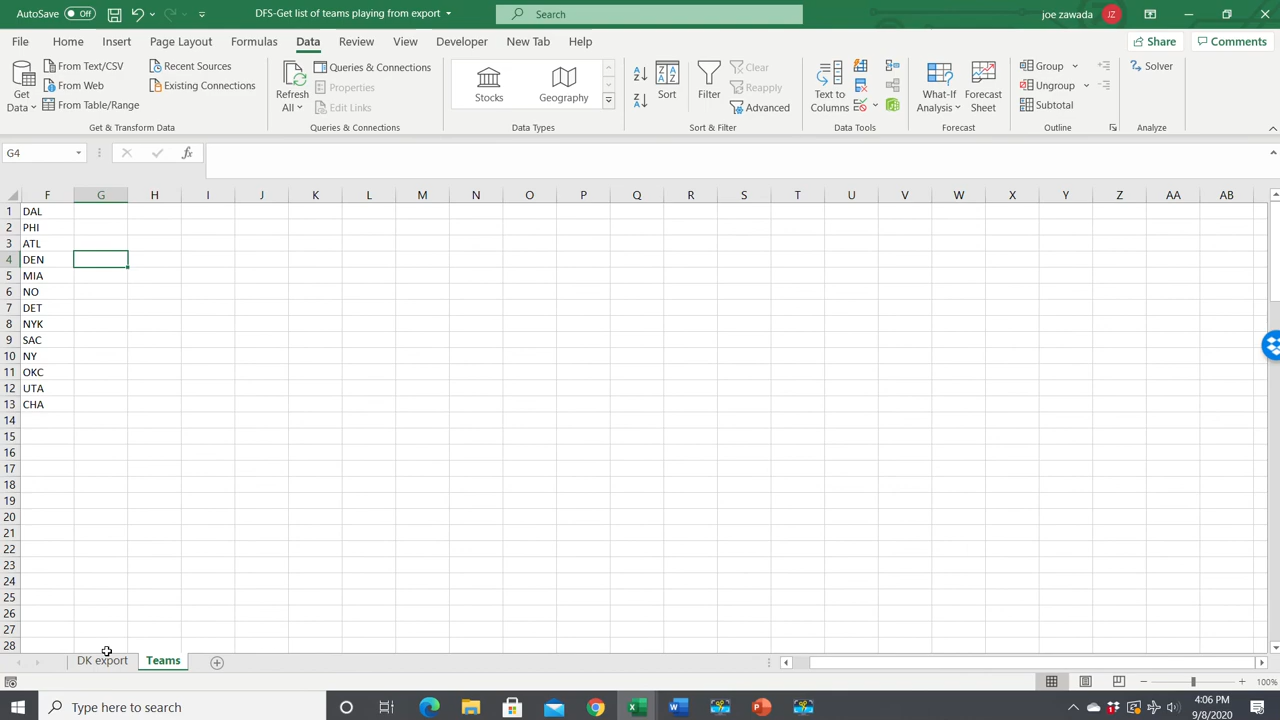 AutoSave Off DFS-Get list of teams playing from export Search joe zawada JZ
File Home Insert Page Layout Formulas Data Review View Developer New Tab Help Share Comments
Get Data From Text/CSV From Web From Table/Range Recent Sources Existing Connections
Get & Transform Data
Refresh All Queries & Connections Properties Edit Links
Queries & Connections
Stocks Geography
Data Types
Sort Filter Clear Reapply Advanced
Sort & Filter
Text to Columns
Data Tools
What-If Analysis Forecast Sheet
Forecast
Group Ungroup Subtotal
Outline
Solver
Analyze
G4 fx
F G H I J K L M N O P Q R S T U V W X Y Z AA AB
1 DAL
2 PHI
3 ATL
4 DEN
5 MIA
6 NO
7 DET
8 NYK
9 SAC
10 NY
11 OKC
12 UTA
13 CHA
14
15
16
17
18
19
20
21
22
23
24
25
26
27
28
DK export Teams
100%
Type here to search
4:06 PM
9/8/2020